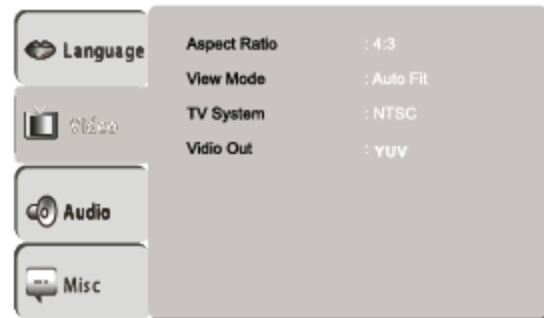 Language
Video
Audio
Misc
Aspect Ratio : 4:3
View Mode : Auto Fit
TV System : NTSC
Vidio Out : YUV